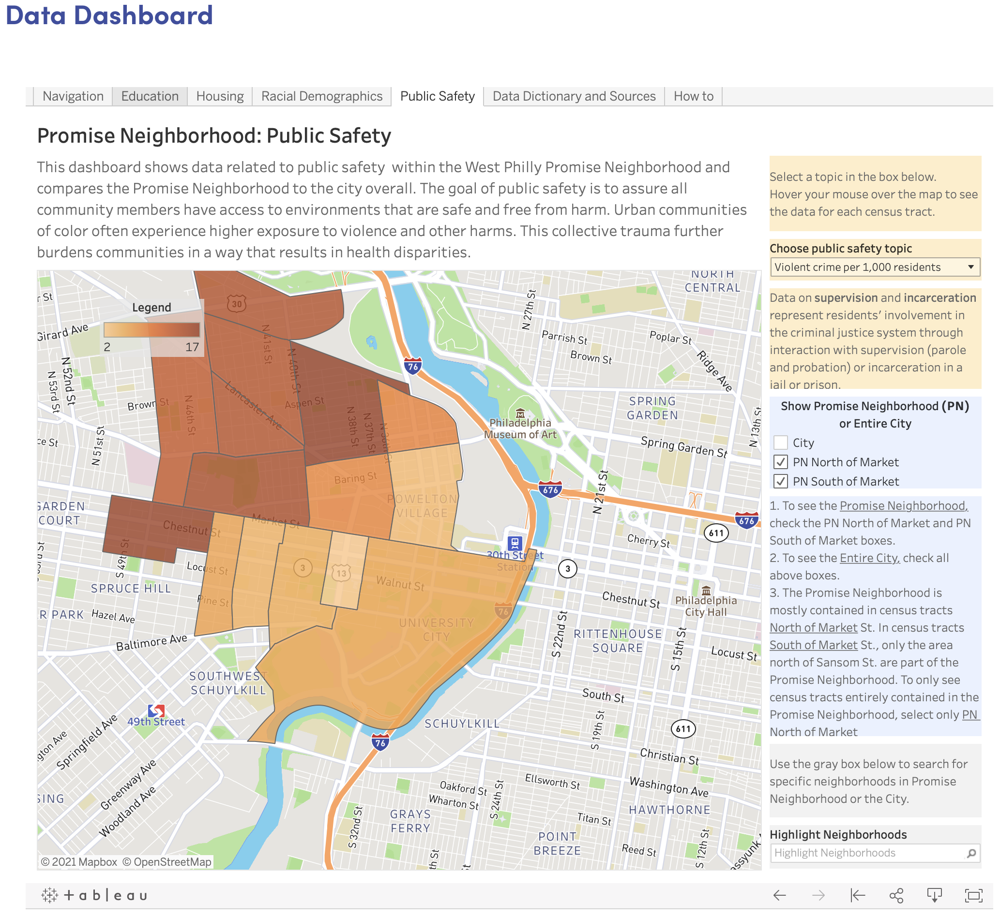 Data Dashboard
Navigation
Education
Housing
Racial Demographics
Public Safety
Data Dictionary and Sources
How to
Promise Neighborhood: Public Safety
This dashboard shows data related to public safety within the West Philly Promise Neighborhood and
compares the Promise Neighborhood to the city overall. The goal of public safety is to assure all
community members have access to environments that are safe and free from harm. Urban communities
of color often experience higher exposure to violence and other harms. This collective trauma further
burdens communities in a way that results in health disparities.
Select a topic in the box below.
Hover your mouse over the map to see
the data for each census tract.
Choose public safety topic
Violent crime per 1,000 residents
Data on supervision and incarceration
represent residents' involvement in
the criminal justice system through
interaction with supervision (parole
and probation) or incarceration in a
jail or prison.
Show Promise Neighborhood (PN)
or Entire City
City
PN North of Market
PN South of Market
1. To see the Promise Neighborhood,
check the PN North of Market and PN
South of Market boxes.
2. To see the Entire City, check all
above boxes.
3. The Promise Neighborhood is
mostly contained in census tracts
North of Market St. In census tracts
South of Market St., only the area
north of Sansom St. are part of the
Promise Neighborhood. To only see
census tracts entirely contained in the
Promise Neighborhood, select only PN
North of Market
Use the gray box below to search for
specific neighborhoods in Promise
Neighborhood or the City.
Highlight Neighborhoods
Highlight Neighborhoods
Legend
2 17
NORTH
CENTRAL
30
Girard Ave
N 27th St
Parrish St
Poplar St
Brown St
Ridge Ave
N 41st St
N 40th St
N 52nd St
N 53rd St
76
Lancaster Ave
Aspen St
Brown St
N 46th St
N 38th St
N 37th St
N 36th St
N 51st St
SPRING
GARDEN
N 13th St
Philadelphia
Museum of Art
Spring Garden St
Baring St
POWELTON
VILLAGE
676
N 21st St
676
611
GARDEN
COURT
Chestnut St
Market St
Cherry St
30th Street
Station
3
3
13
S 49th St
Locust St
Walnut St
SPRUCE HILL
Pine St
Chestnut St
Philadelphia
City Hall
76
R PARK
Hazel Ave
UNIVERSITY
CITY
S 22nd St
RITTENHOUSE
SQUARE
S 15th St
Locust St
Baltimore Ave
SOUTHWEST
SCHUYLKILL
South St
49th Street
Springfield Ave
SCHUYLKILL
S 19th St
611
76
Christian St
Greenway Ave
Woodland Ave
Ellsworth St
Washington Ave
Oakford St
Wharton St
S 24th St
S 32nd St
GRAYS
FERRY
Titan St
HAWTHORNE
POINT
BREEZE
Reed St
S 12th St
© 2021 Mapbox © OpenStreetMap
tableau